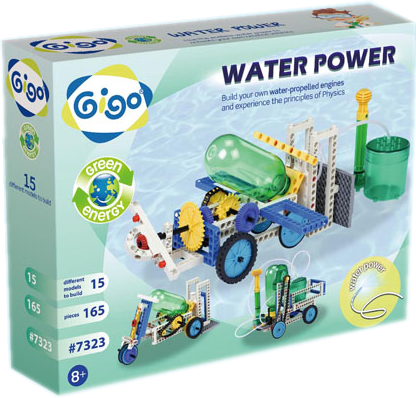 WATER POWER
Gigo
WATER POWER
Build your own water-propelled engines
and experience the principles of Physics
Gigo
green
energy
15
different models to build
water power
15
different
models
to build
15
165
pieces
165
#7323
#7323
8+